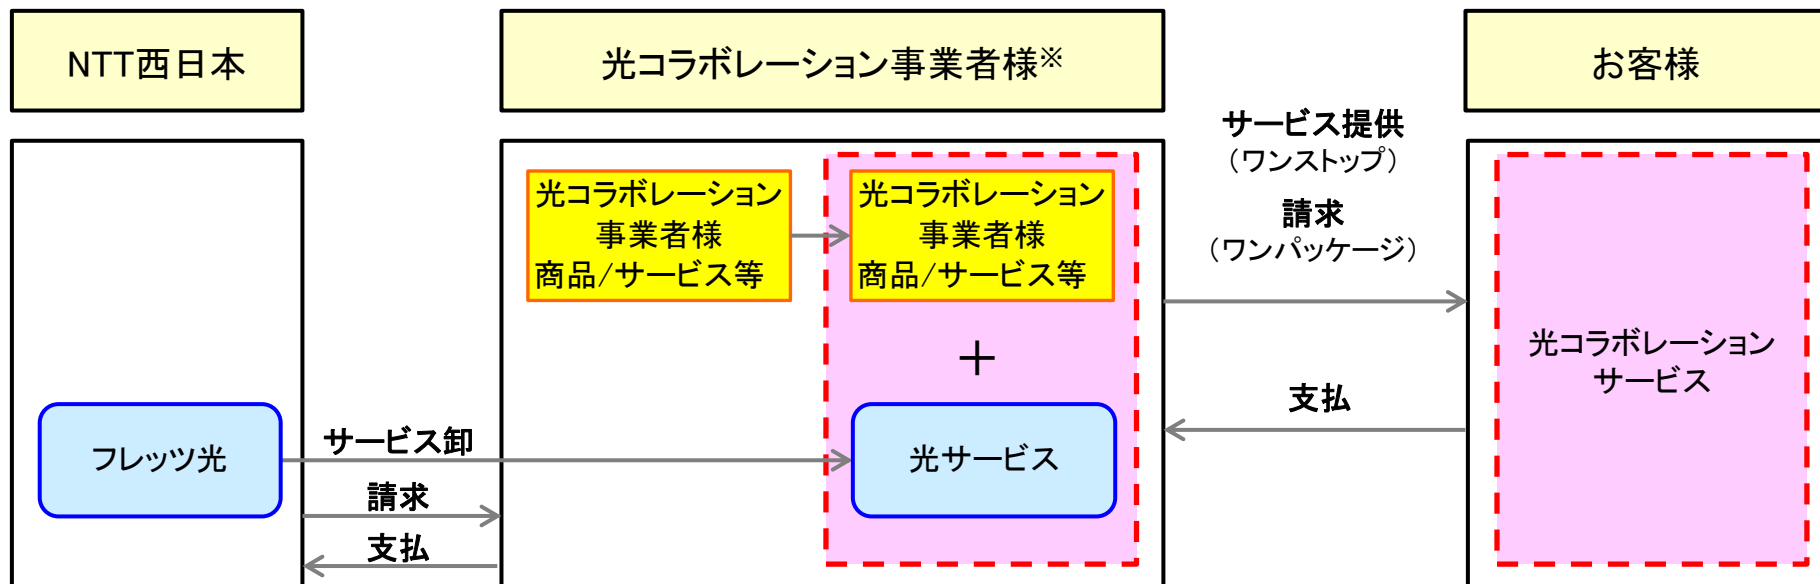 NTT西日本
光コラボレーション事業者様※
お客様
サービス提供
（ワンストップ）
請求
（ワンパッケージ）
光コラボレーション
事業者様
商品/サービス等
光コラボレーション
事業者様
商品/サービス等
＋
光コラボレーション
サービス
支払
フレッツ光
サービス卸
光サービス
請求
支払